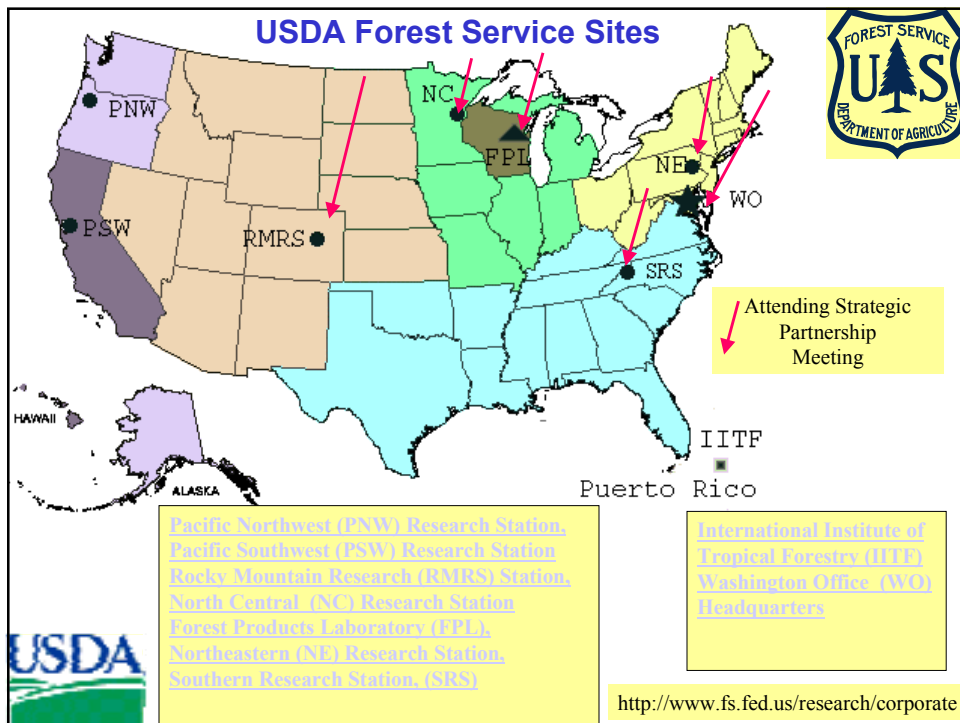 USDA Forest Service Sites
FOREST SERVICE
US
DEPARTMENT OF AGRICULTURE
PNW
NC
FPL
NE
WO
PSW
RMRS
SRS
Attending Strategic
Partnership
Meeting
HAWAII
ALASKA
IITF
Puerto Rico
Pacific Northwest (PNW) Research Station,
Pacific Southwest (PSW) Research Station
Rocky Mountain Research (RMRS) Station,
North Central (NC) Research Station
Forest Products Laboratory (FPL),
Northeastern (NE) Research Station,
Southern Research Station, (SRS)
International Institute of
Tropical Forestry (IITF)
Washington Office (WO)
Headquarters
USDA
http://www.fs.fed.us/research/corporate